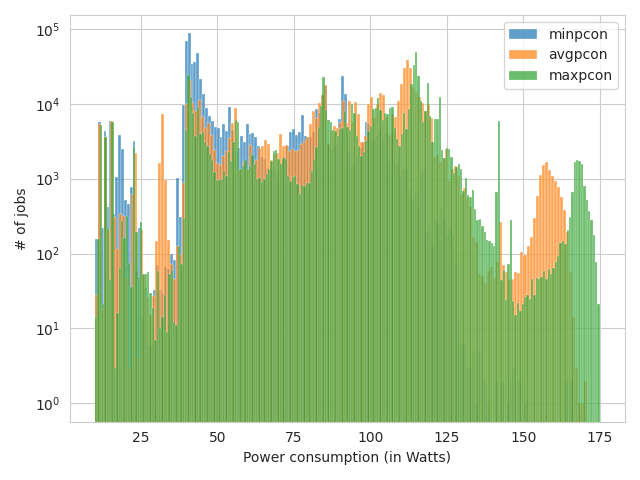 minpcon
avgpcon
maxpcon
10^5
10^4
10^3
10^2
10^1
10^0
# of jobs
25 50 75 100 125 150 175
Power consumption (in Watts)